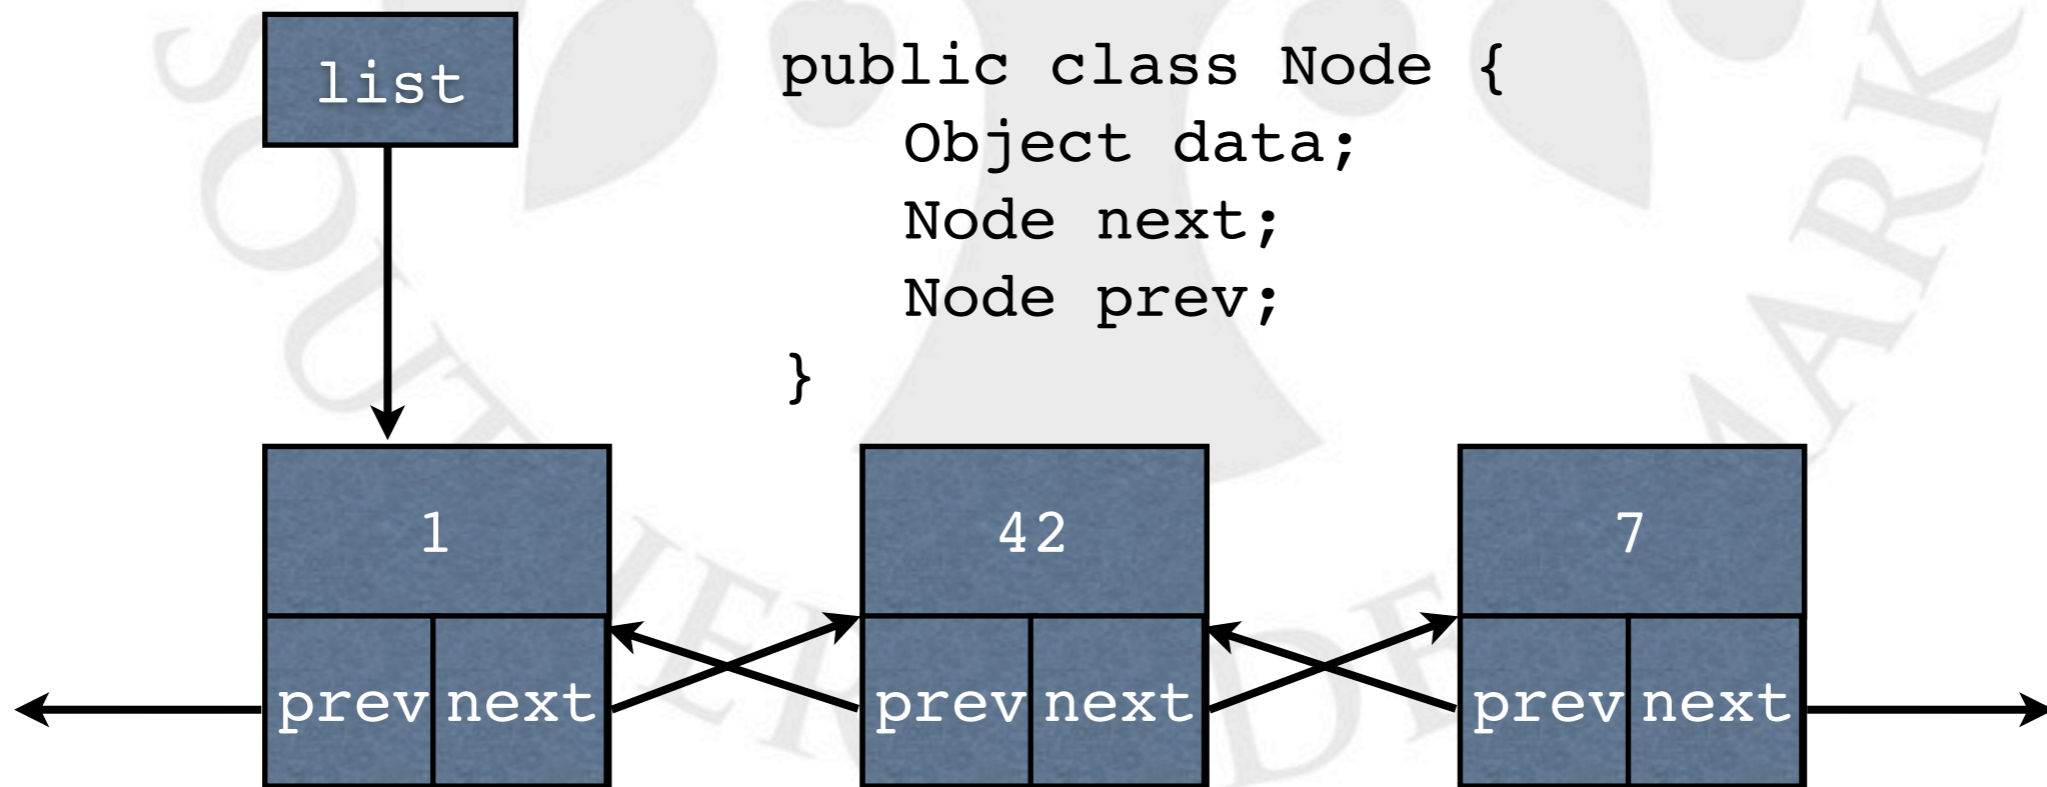 list
public class Node {
Object data;
Node next;
Node prev;
}
1
42
7
prev next
prev next
prev next